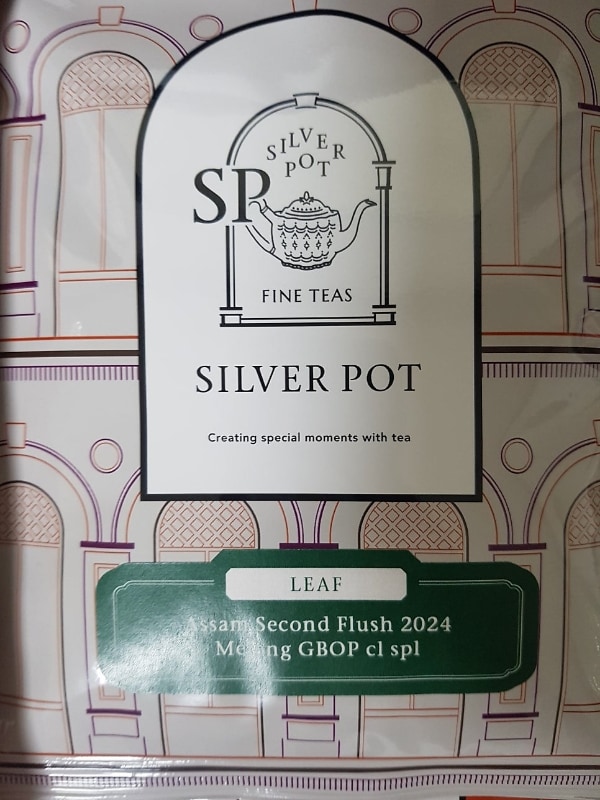 SILVER
POT
SP
FINE TEAS
SILVER POT
Creating special moments with tea
LEAF
Assam Second Flush 2024
GBOP cl spl